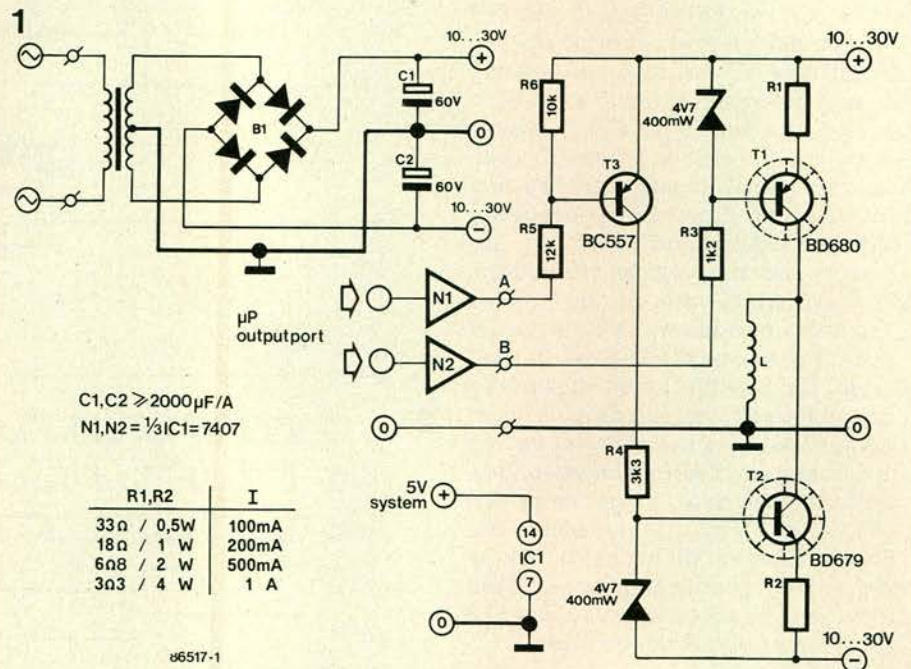 1
10...30V
+
C1
60V
B1
0
C2
60V
10...30V
−
10...30V
+
R6
10k
4V7
400mW
R1
T3
T1
BC557
R5
12k
R3
1k2
BD680
A
N1
µP
outputport
B
N2
L
C1,C2 ⩾2000µF/A
N1,N2 = ⅓IC1=7407
0
0
R4
3k3
T2
R1,R2 I
33Ω / 0,5W 100mA
18Ω / 1 W 200mA
6Ω8 / 2 W 500mA
3Ω3 / 4 W 1 A
5V
system
+
14
IC1
7
0
BD679
4V7
400mW
R2
10...30V
−
86517-1